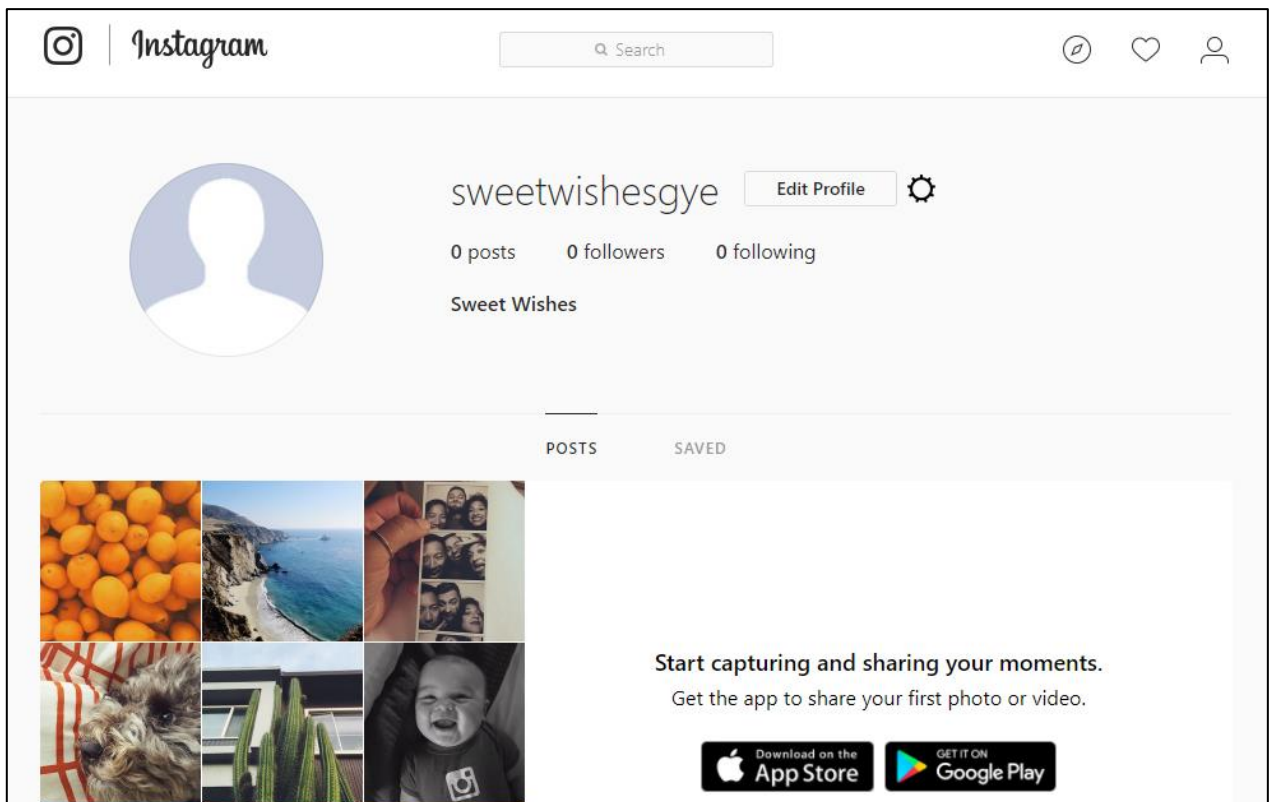 Instagram
Search
sweetwishesgye Edit Profile
0 posts 0 followers 0 following
Sweet Wishes
POSTS SAVED
Start capturing and sharing your moments.
Get the app to share your first photo or video.
Download on the App Store
GET IT ON Google Play